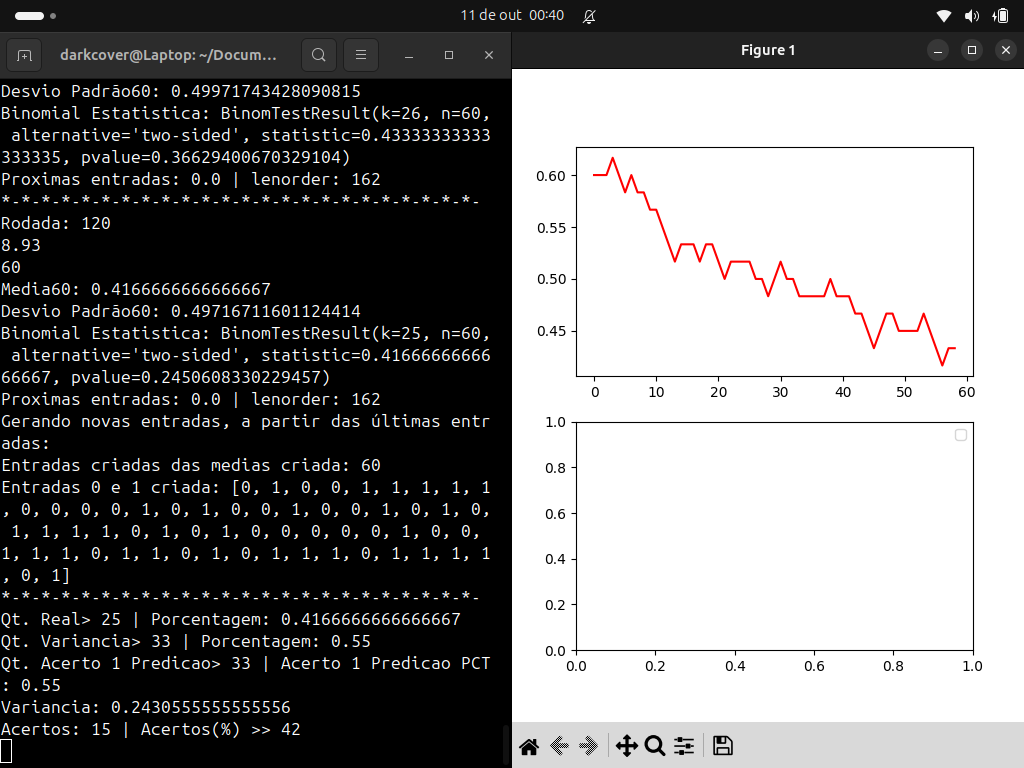 11 de out 00:40
darkcover@Laptop: ~/Docum...
Desvio Padrão60: 0.49971743428090815
Binomial Estatistica: BinomTestResult(k=26, n=60,
 alternative='two-sided', statistic=0.43333333333
333335, pvalue=0.36629400670329104)
Proximas entradas: 0.0 | lenorder: 162
*-*-*-*-*-*-*-*-*-*-*-*-*-*-*-*-*-*-*-*-*-*-*-*-
Rodada: 120
8.93
60
Media60: 0.4166666666666667
Desvio Padrão60: 0.49716711601124414
Binomial Estatistica: BinomTestResult(k=25, n=60,
 alternative='two-sided', statistic=0.41666666666
66667, pvalue=0.2450608330229457)
Proximas entradas: 0.0 | lenorder: 162
Gerando novas entradas, a partir das últimas entr
adas:
Entradas criadas das medias criada: 60
Entradas 0 e 1 criada: [0, 1, 0, 0, 1, 1, 1, 1, 1
, 0, 0, 0, 0, 1, 0, 1, 0, 0, 1, 0, 0, 1, 0, 1, 0,
 1, 1, 1, 1, 0, 1, 0, 1, 0, 0, 0, 0, 0, 1, 0, 0,
1, 1, 1, 0, 1, 1, 0, 1, 0, 1, 1, 1, 0, 1, 1, 1, 1
, 0, 1]
*-*-*-*-*-*-*-*-*-*-*-*-*-*-*-*-*-*-*-*-*-*-*-*-
Qt. Real> 25 | Porcentagem: 0.4166666666666667
Qt. Variancia> 33 | Porcentagem: 0.55
Qt. Acerto 1 Predicao> 33 | Acerto 1 Predicao PCT
: 0.55
Variancia: 0.2430555555555556
Acertos: 15 | Acertos(%) >> 42
Figure 1
0.60
0.55
0.50
0.45
0 10 20 30 40 50 60
1.0
0.8
0.6
0.4
0.2
0.0
0.0 0.2 0.4 0.6 0.8 1.0